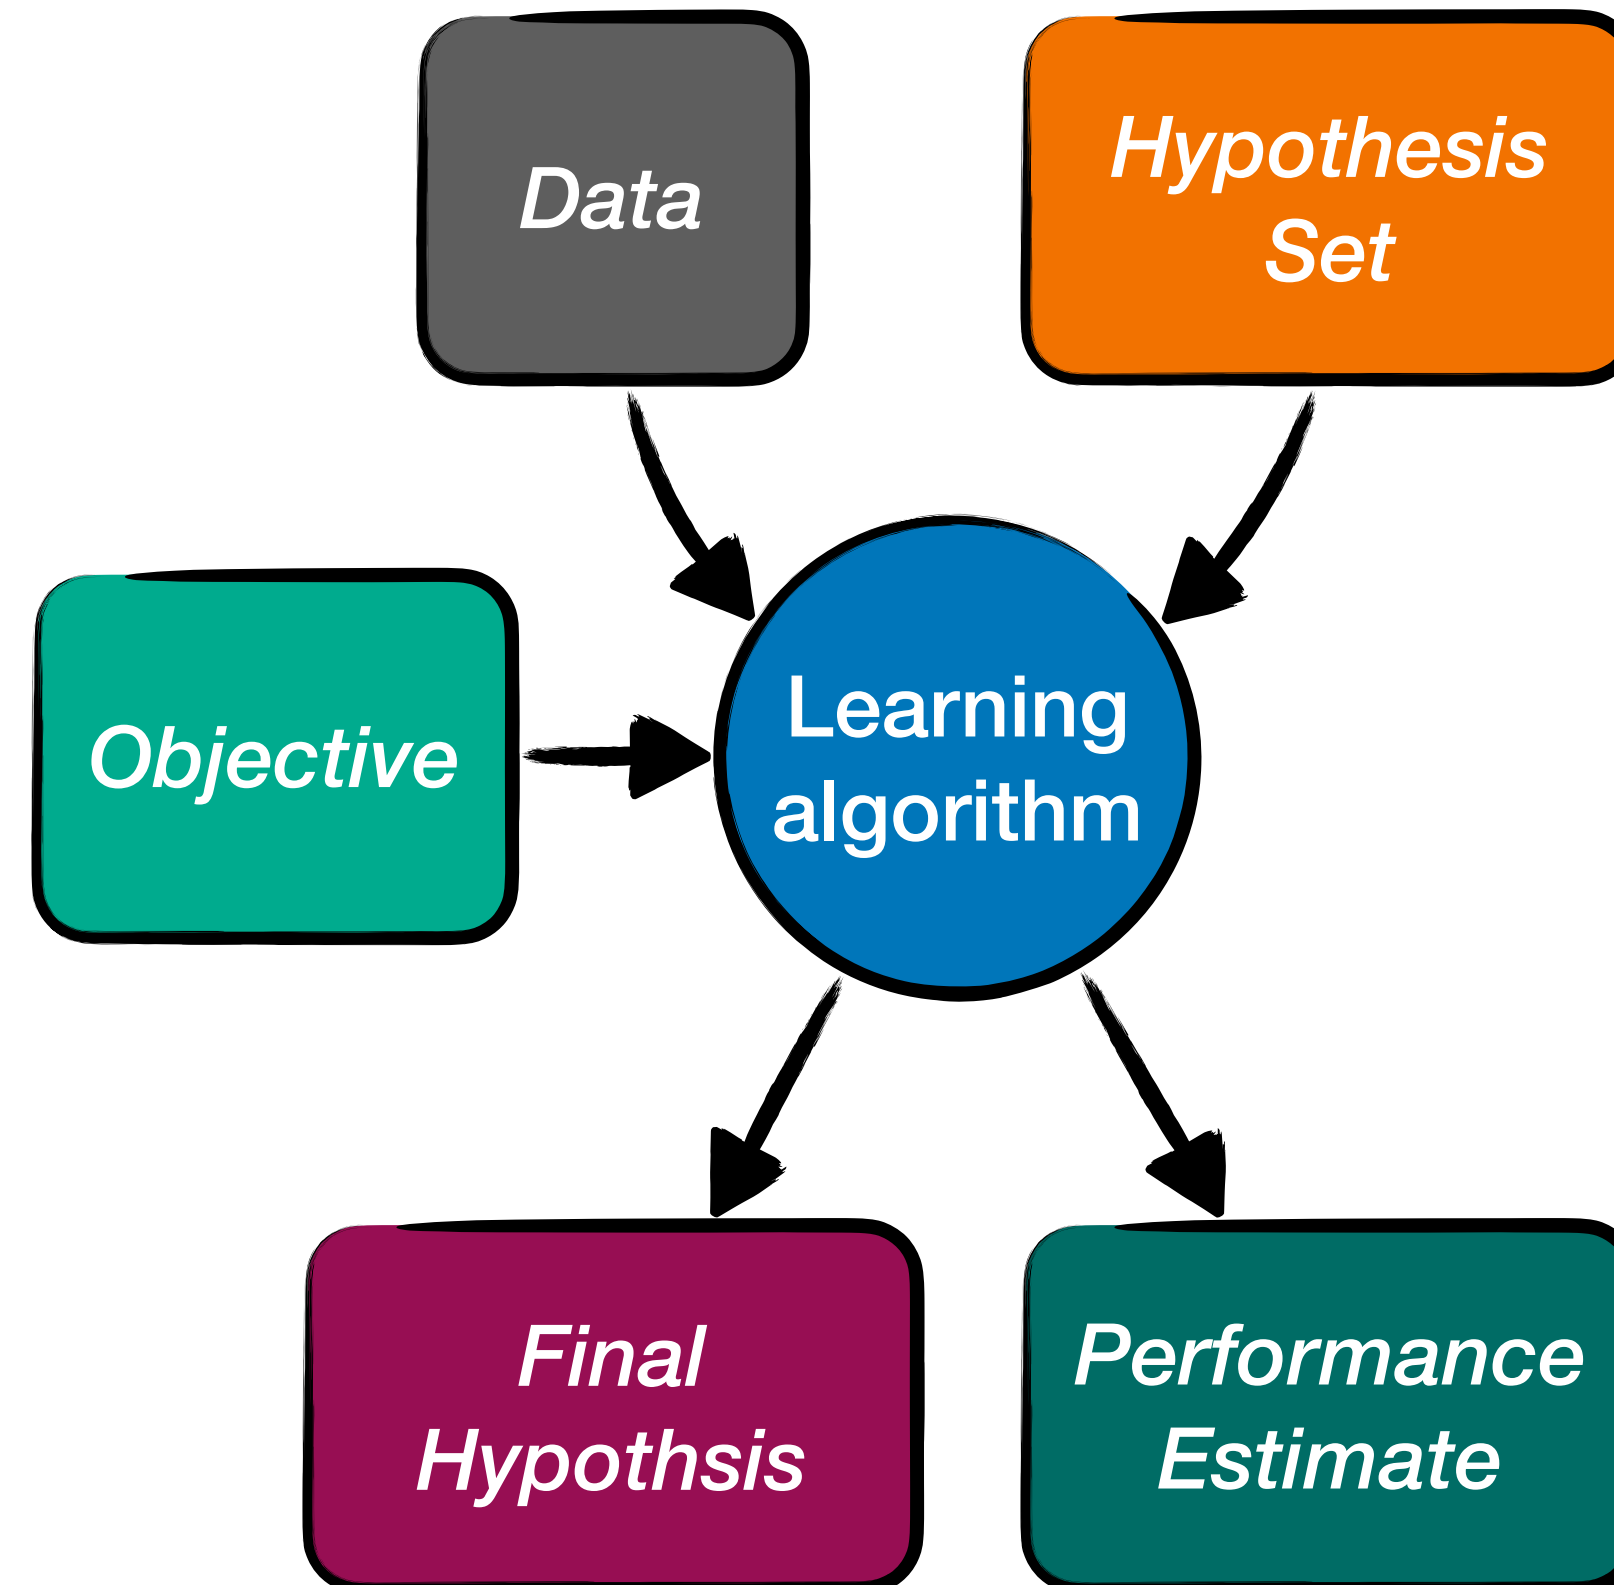 Data
Hypothesis
Set
Objective
Learning
algorithm
Final
Hypothsis
Performance
Estimate